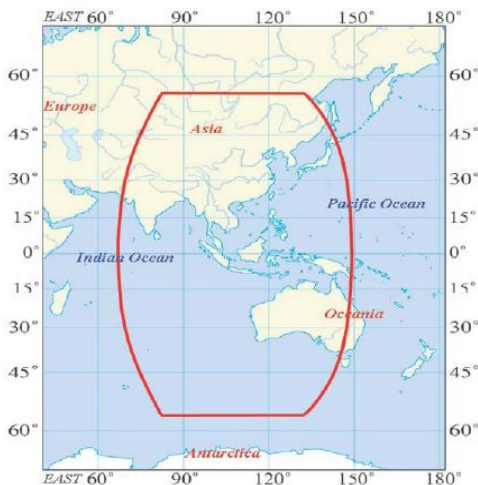 EAST 60° 90° 120° 150° 180°
60° 60°
Europe
Asia
45° 45°
30° 30°
Pacific Ocean
15° 15°
0° Indian Ocean 0°
15° 15°
Oceania
30° 30°
45° 45°
60° 60°
Antarctica
EAST 60° 90° 120° 150° 180°